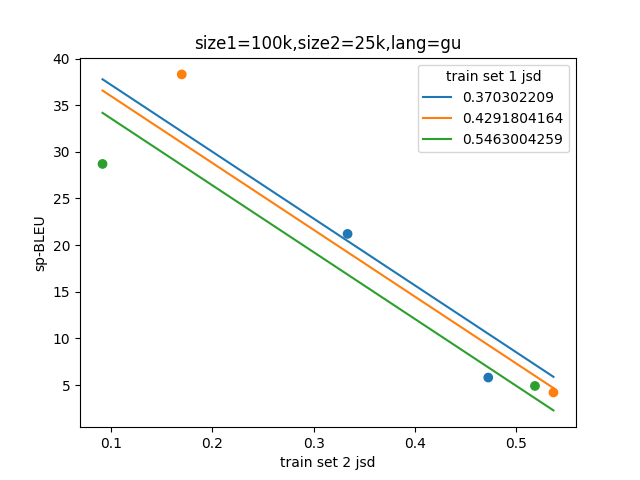 size1=100k,size2=25k,lang=gu
sp-BLEU
40
35
30
25
20
15
10
5
train set 1 jsd
0.370302209
0.4291804164
0.5463004259
0.1 0.2 0.3 0.4 0.5
train set 2 jsd